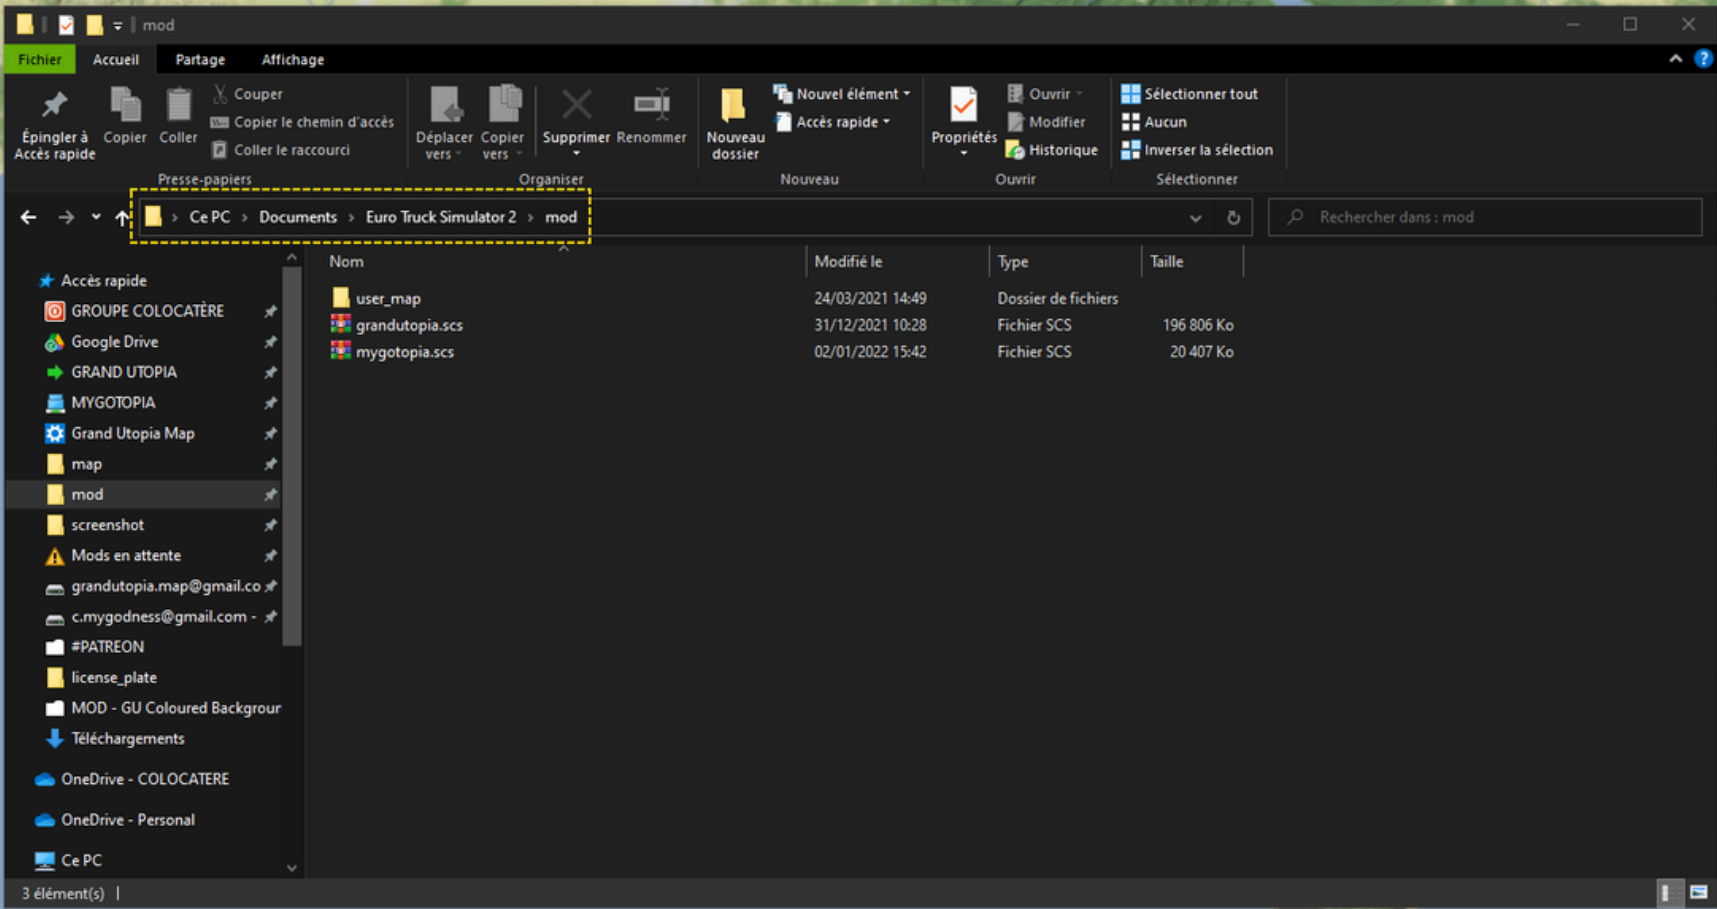 mod
Fichier Accueil Partage Affichage
Épingler à Accès rapide
Copier
Coller
Couper
Copier le chemin d'accès
Coller le raccourci
Presse-papiers
Déplacer vers
Copier vers
Supprimer
Renommer
Organiser
Nouveau dossier
Nouvel élément
Accès rapide
Nouveau
Propriétés
Ouvrir
Modifier
Historique
Ouvrir
Sélectionner tout
Aucun
Inverser la sélection
Sélectionner
Ce PC > Documents > Euro Truck Simulator 2 > mod
Rechercher dans : mod
Accès rapide
GROUPE COLOCATÈRE
Google Drive
GRAND UTOPIA
MYGOTOPIA
Grand Utopia Map
map
mod
screenshot
Mods en attente
grandutopia.map@gmail.co
c.mygodness@gmail.com -
#PATREON
license_plate
MOD - GU Coloured Backgrour
Téléchargements
OneDrive - COLOCATERE
OneDrive - Personal
Ce PC
Nom Modifié le Type Taille
user_map 24/03/2021 14:49 Dossier de fichiers
grandutopia.scs 31/12/2021 10:28 Fichier SCS 196 806 Ko
mygotopia.scs 02/01/2022 15:42 Fichier SCS 20 407 Ko
3 élément(s)